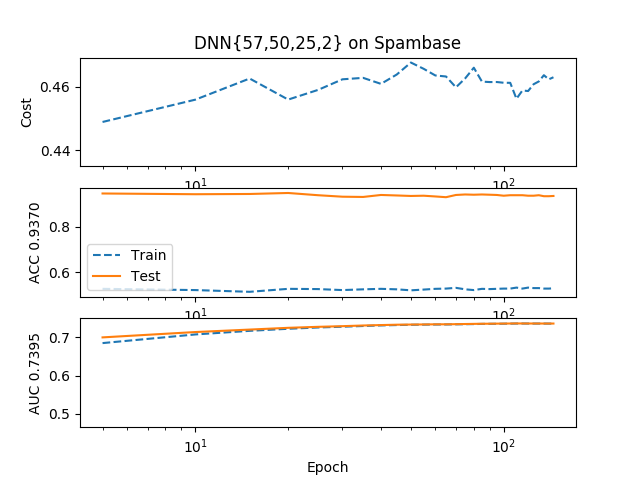 DNN{57,50,25,2} on Spambase
Cost
0.46
0.44
10¹
10²
ACC 0.9370
0.8
0.6
Train
Test
10¹
10²
AUC 0.7395
0.7
0.6
0.5
10¹
10²
Epoch